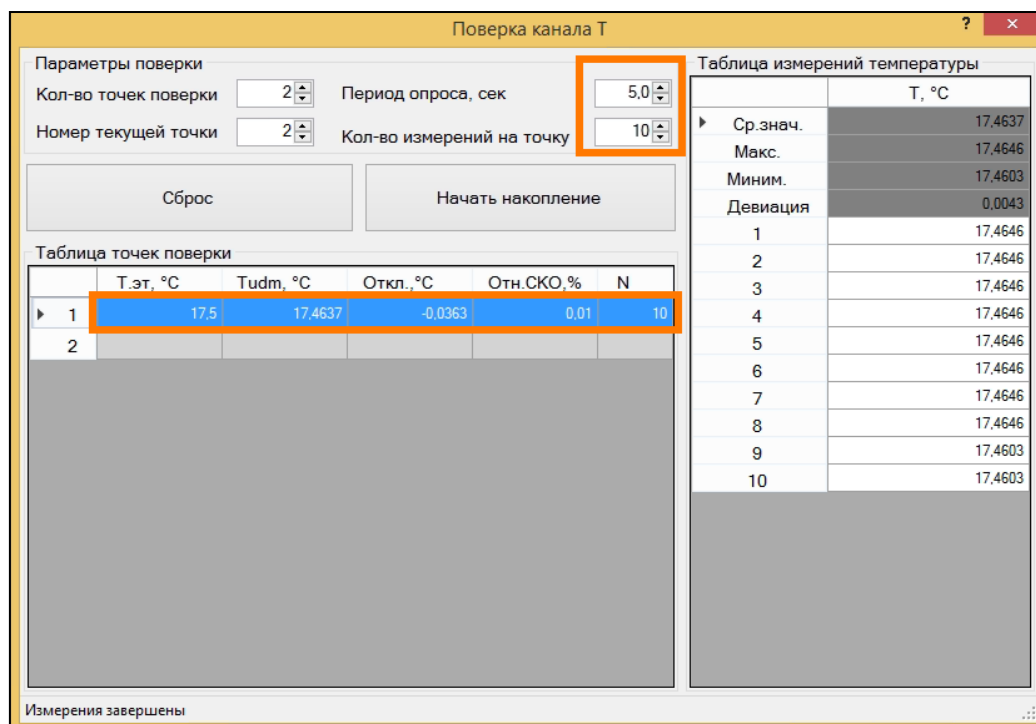 Поверка канала T
?
Параметры поверки
Кол-во точек поверки 2 Период опроса, сек 5,0
Номер текущей точки 2 Кол-во измерений на точку 10
Сброс Начать накопление
Таблица точек поверки
Т.эт, °C Tudm, °C Откл.,°C Отн.СКО,% N
1 17,5 17,4637 -0,0363 0,01 10
2
Таблица измерений температуры
T, °C
Ср.знач. 17,4637
Макс. 17,4646
Миним. 17,4603
Девиация 0,0043
1 17,4646
2 17,4646
3 17,4646
4 17,4646
5 17,4646
6 17,4646
7 17,4646
8 17,4646
9 17,4603
10 17,4603
Измерения завершены